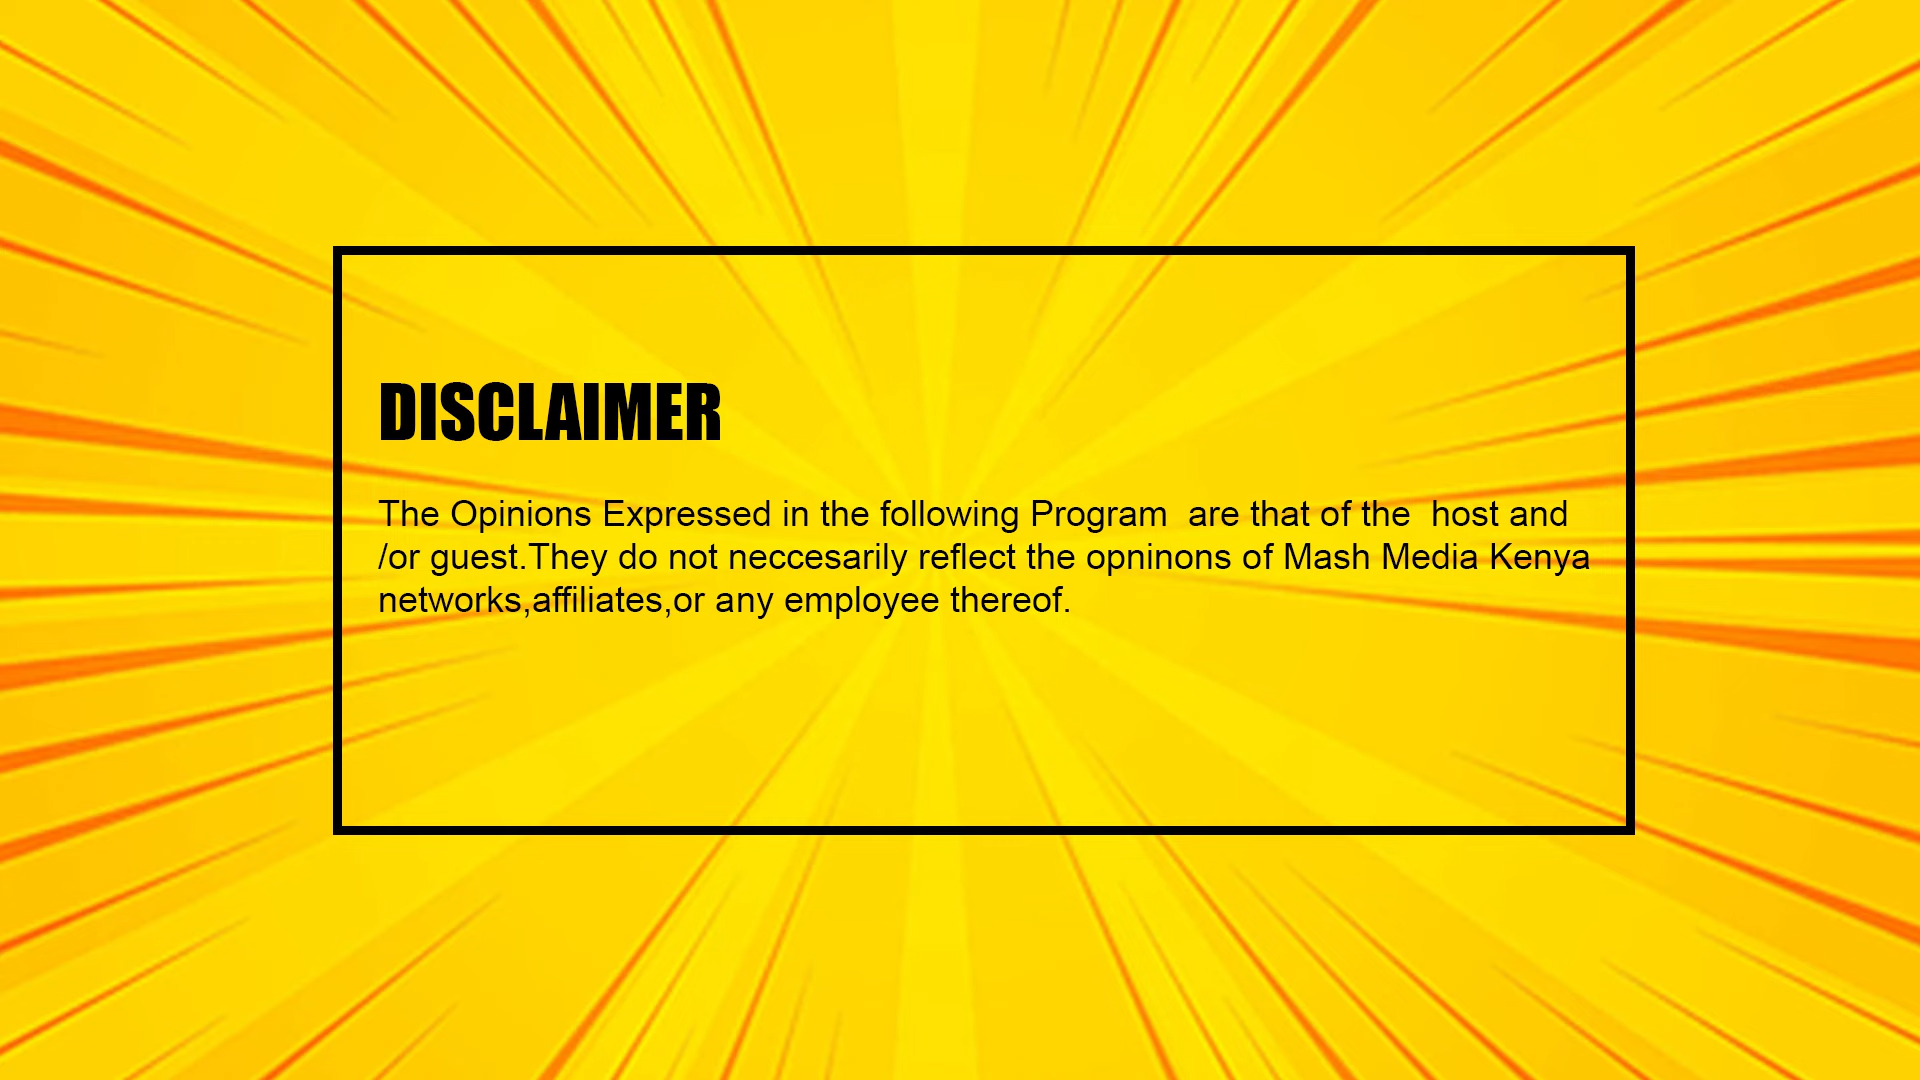 DISCLAIMER
The Opinions Expressed in the following Program  are that of the  host and
/or guest.They do not neccesarily reflect the opninons of Mash Media Kenya
networks,affiliates,or any employee thereof.